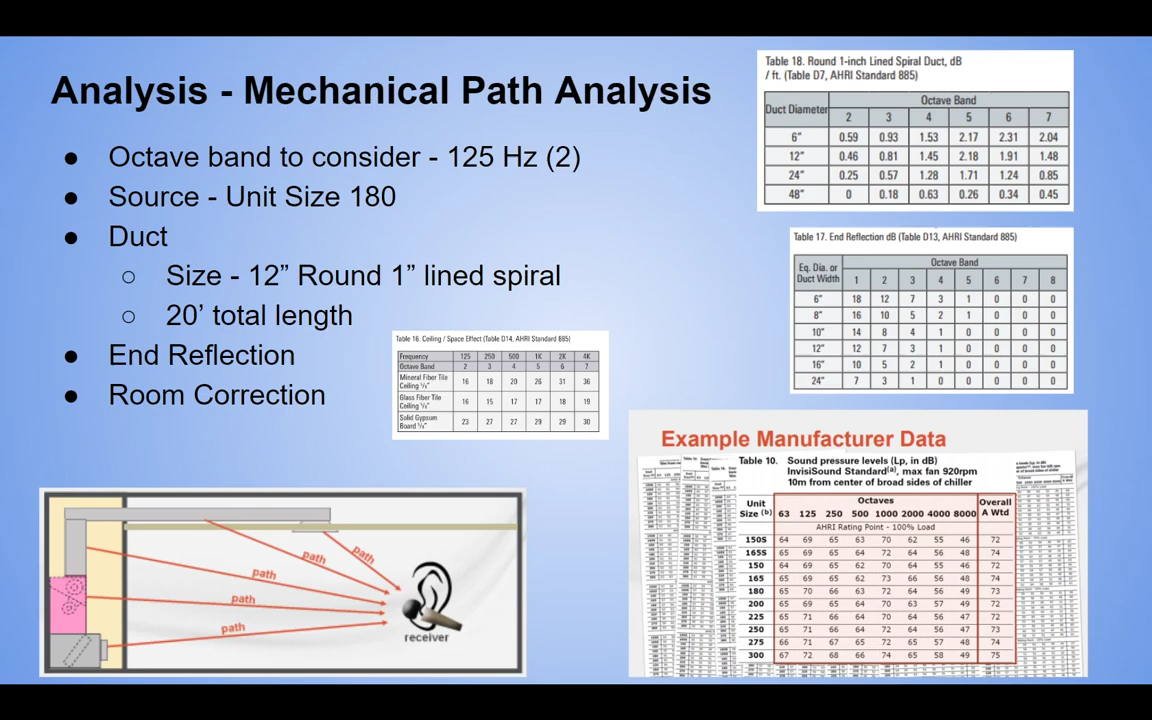 Analysis - Mechanical Path Analysis
● Octave band to consider - 125 Hz (2)
● Source - Unit Size 180
● Duct
○ Size - 12” Round 1” lined spiral
○ 20’ total length
● End Reflection
● Room Correction
Table 18. Round 1-inch Lined Spiral Duct, dB
/ ft. (Table D7, AHRI Standard 885)
Duct Diameter Octave Band
2 3 4 5 6 7
6" 0.59 0.93 1.53 2.17 2.31 2.04
12" 0.46 0.81 1.45 2.18 1.91 1.48
24" 0.25 0.57 1.28 1.71 1.24 0.85
48" 0 0.18 0.63 0.26 0.34 0.45
Table 17. End Reflection dB (Table D13, AHRI Standard 885)
Eq. Dia. or
Duct Width
Octave Band
1 2 3 4 5 6 7 8
6" 18 12 7 3 1 0 0 0
8" 16 10 5 2 1 0 0 0
10" 14 8 4 1 0 0 0 0
12" 12 7 3 1 0 0 0 0
16" 10 5 2 1 0 0 0 0
24" 7 3 1 0 0 0 0 0
Table 16. Ceiling / Space Effect (Table D14, AHRI Standard 885)
Frequency 125 250 500 1K 2K 4K
Octave Band 2 3 4 5 6 7
Mineral Fiber Tile
Ceiling ⁵/₈" 16 18 20 26 31 36
Glass Fiber Tile
Ceiling ⁵/₈" 16 15 17 17 18 19
Solid Gypsum
Board ⁵/₈" 23 27 27 29 29 30
path
path
path
path
path
receiver
Example Manufacturer Data
Table 10. Sound pressure levels (Lp, in dB)
InvisiSound Standard(a), max fan 920rpm
10m from center of broad sides of chiller
Unit
Size (b)
Octaves
63 125 250 500 1000 2000 4000 8000
Overall
A Wtd
AHRI Rating Point - 100% Load
150S 64 69 65 63 70 62 55 46 72
165S 65 69 65 64 72 64 56 48 74
150 64 69 65 62 70 64 55 46 72
165 65 69 65 62 73 66 56 48 74
180 65 70 66 63 72 64 56 49 73
200 65 69 65 64 70 63 57 49 72
225 65 71 66 64 70 64 56 47 72
250 65 71 66 64 72 64 56 47 73
275 66 71 67 65 72 65 57 48 74
300 67 72 68 66 74 65 58 49 75